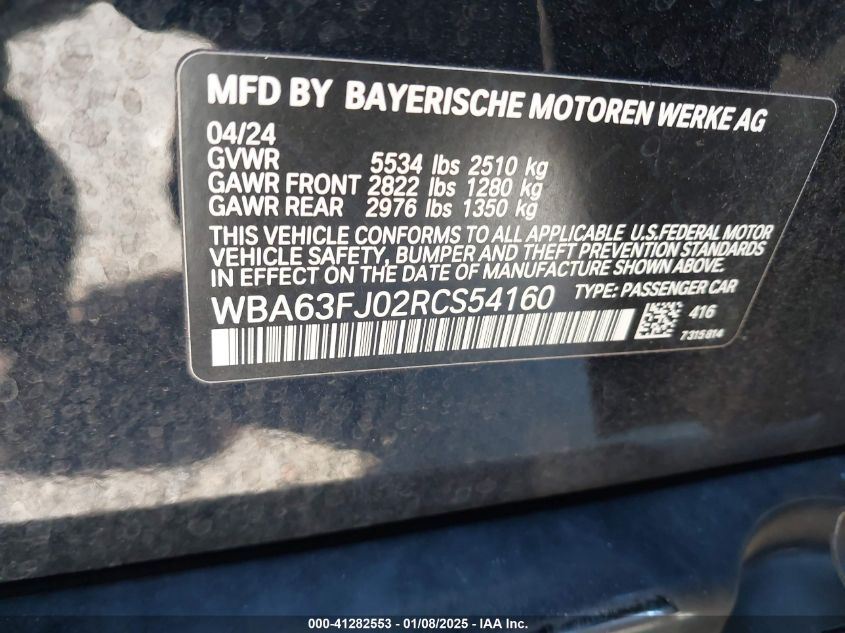 MFD BY BAYERISCHE MOTOREN WERKE AG
04/24
GVWR 5534 lbs 2510 kg
GAWR FRONT 2822 lbs 1280 kg
GAWR REAR 2976 lbs 1350 kg
THIS VEHICLE CONFORMS TO ALL APPLICABLE U.S.FEDERAL MOTOR
VEHICLE SAFETY, BUMPER AND THEFT PREVENTION STANDARDS
IN EFFECT ON THE DATE OF MANUFACTURE SHOWN ABOVE.
WBA63FJ02RCS54160 TYPE: PASSENGER CAR
416
7315814
000-41282553 - 01/08/2025 - IAA Inc.